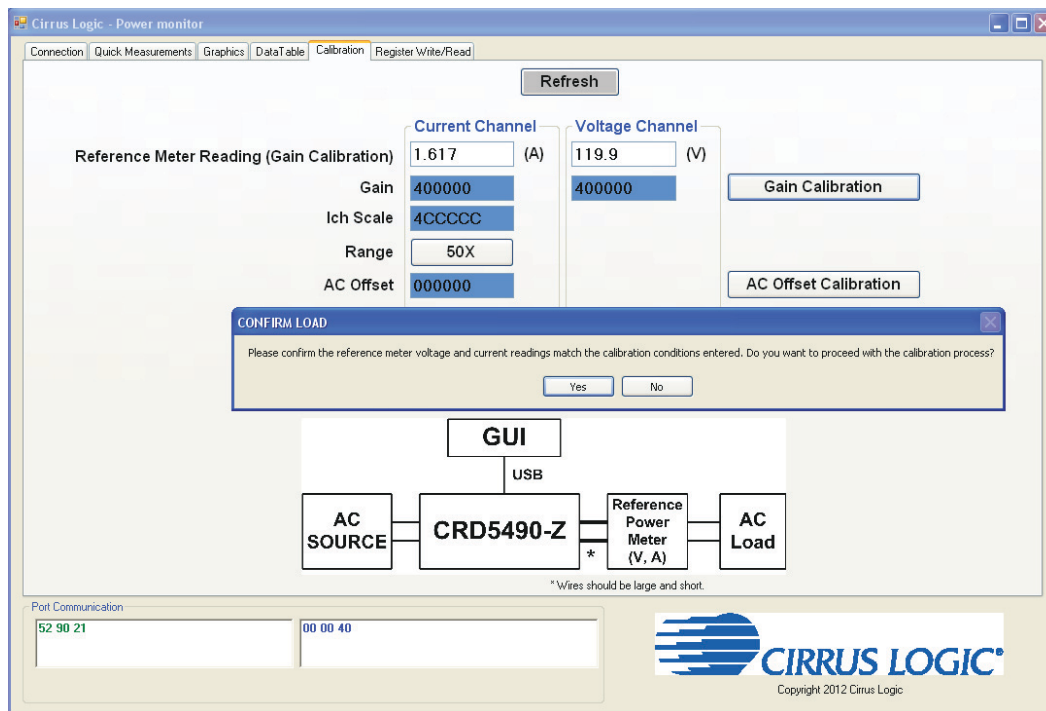 Cirrus Logic - Power monitor
Connection Quick Measurements Graphics DataTable Calibration Register Write/Read
Refresh
Current Channel Voltage Channel
Reference Meter Reading (Gain Calibration) 1.617 (A) 119.9 (V)
Gain 400000 400000 Gain Calibration
Ich Scale 4CCCCC
Range 50X
AC Offset 000000 AC Offset Calibration
CONFIRM LOAD
Please confirm the reference meter voltage and current readings match the calibration conditions entered. Do you want to proceed with the calibration process?
Yes No
GUI
USB
AC
SOURCE
CRD5490-Z
*
Reference
Power
Meter
(V, A)
AC
Load
* Wires should be large and short.
Port Communication
52 90 21 00 00 40
CIRRUS LOGIC®
Copyright 2012 Cirrus Logic